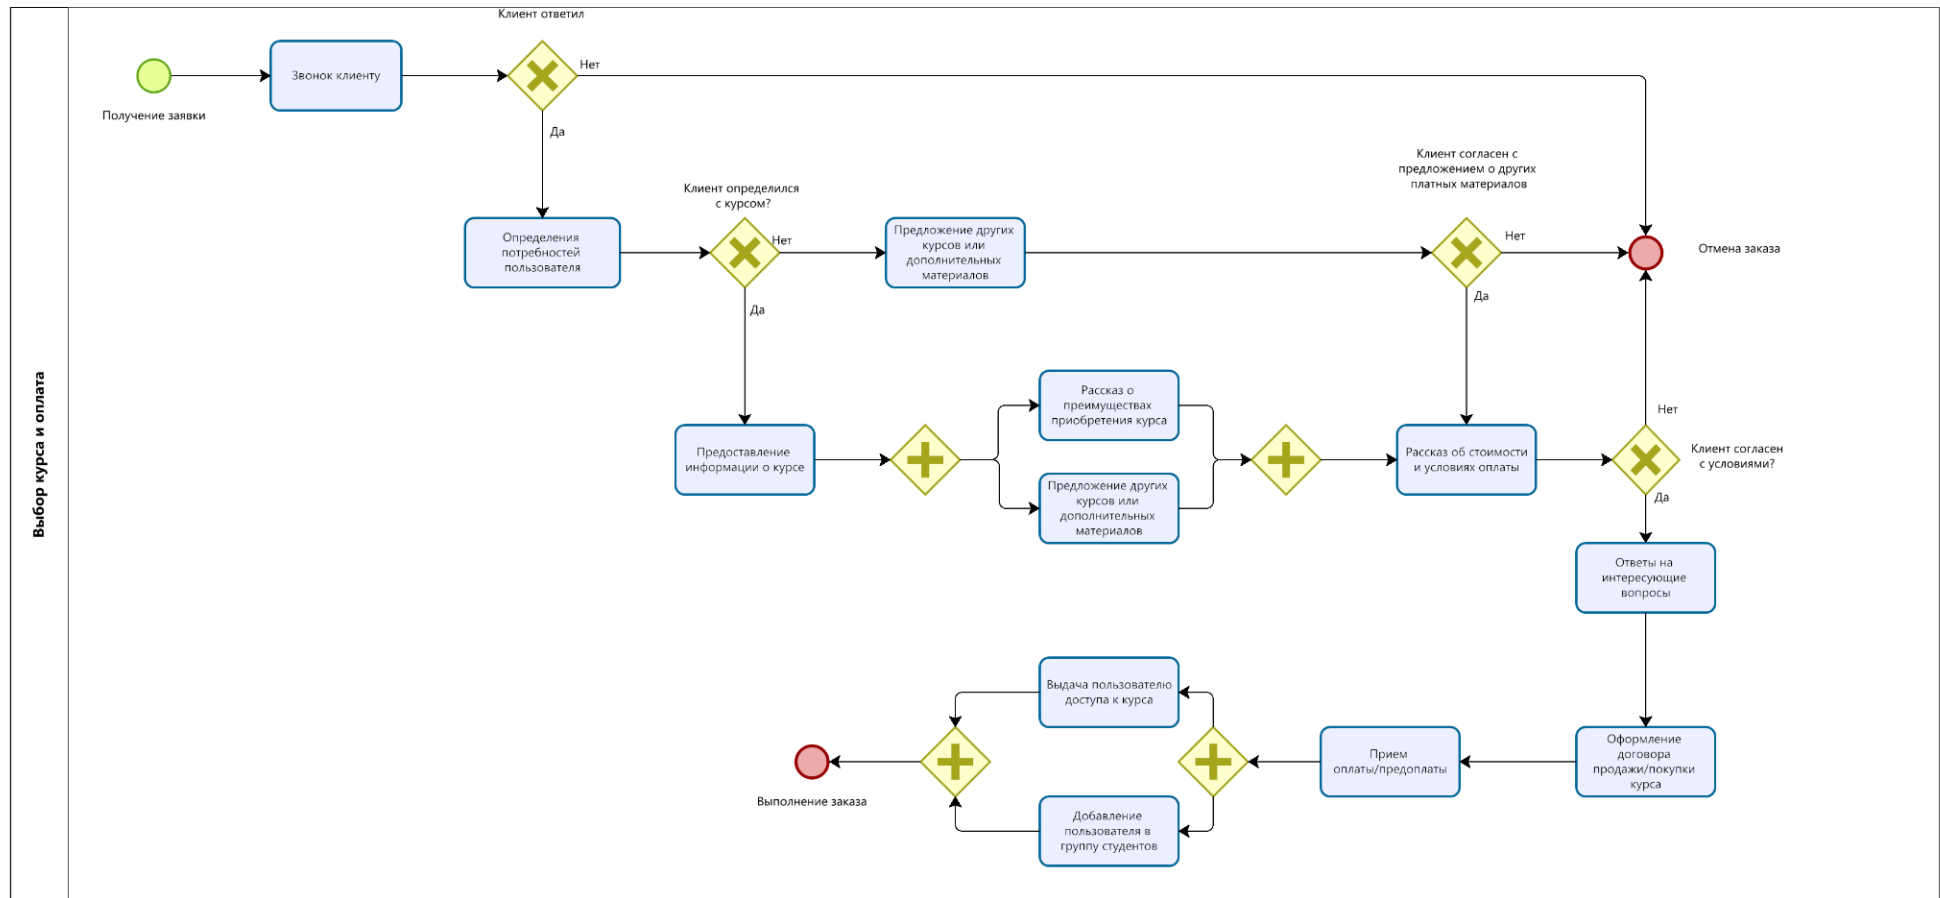 Клиент ответил
Нет
Звонок клиенту
Получение заявки
Да
Клиент согласен с
предложением о других
платных материалов
Клиент определился
с курсом?
Определения
потребностей
пользователя
Нет
Предложение других
курсов или
дополнительных
материалов
Нет
Отмена заказа
Да
Да
Выбор курса и оплата
Рассказ о
преимуществах
приобретения курса
Нет
Предоставление
информации о курсе
Рассказ об стоимости
и условиях оплаты
Клиент согласен
с условиями?
Предложение других
курсов или
дополнительных
материалов
Да
Ответы на
интересующие
вопросы
Выдача пользователю
доступа к курса
Оформление
договора
продажи/покупки
курса
Прием
оплаты/предоплаты
Выполнение заказа
Добавление
пользователя в
группу студентов